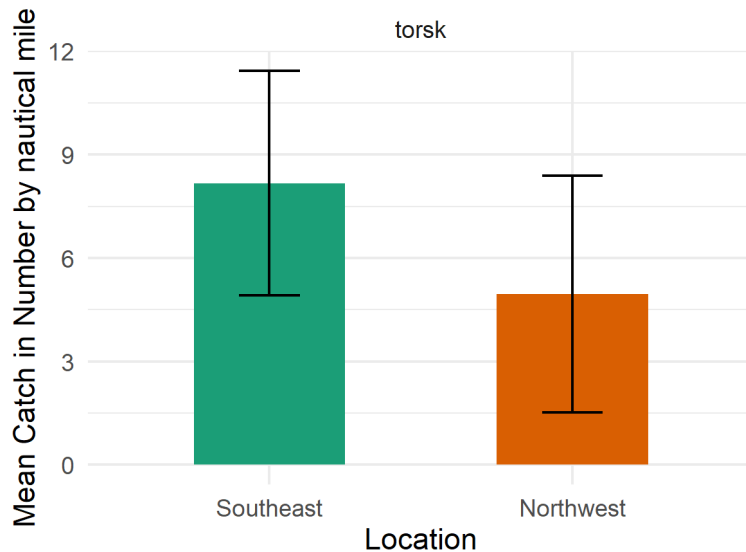 torsk
Mean Catch in Number by nautical mile
12
9
6
3
0
Southeast
Northwest
Location